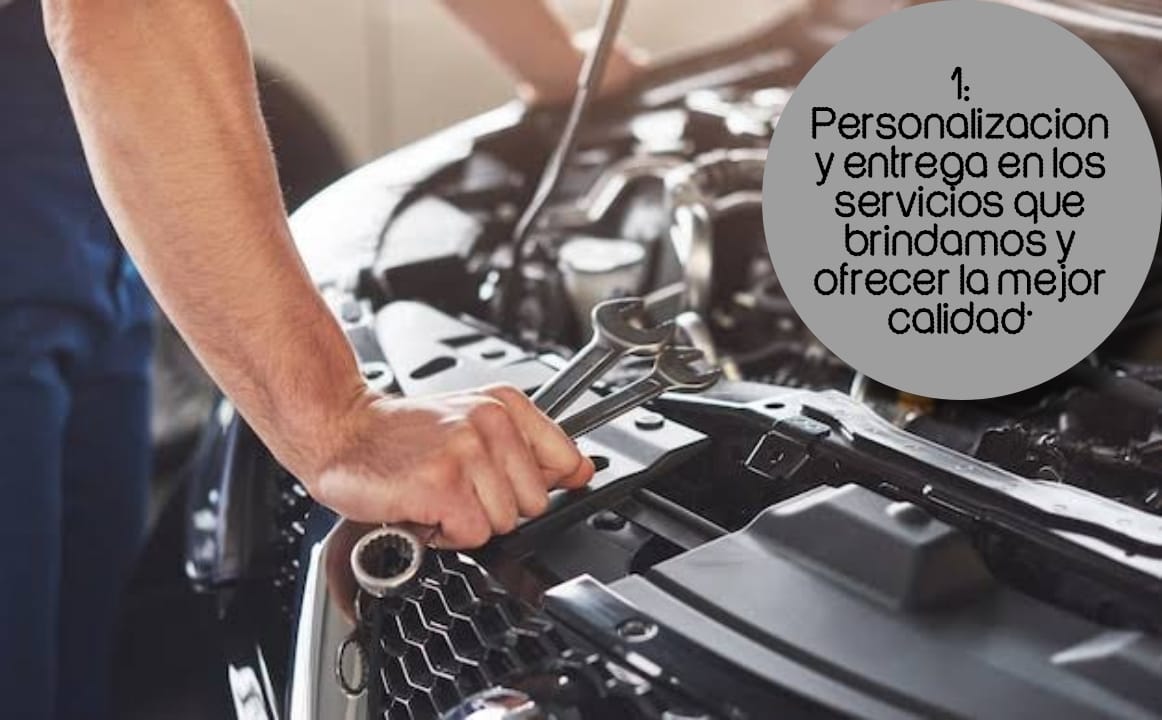 1:
Personalizacion
y entrega en los
servicios que
brindamos y
ofrecer la mejor
calidad·